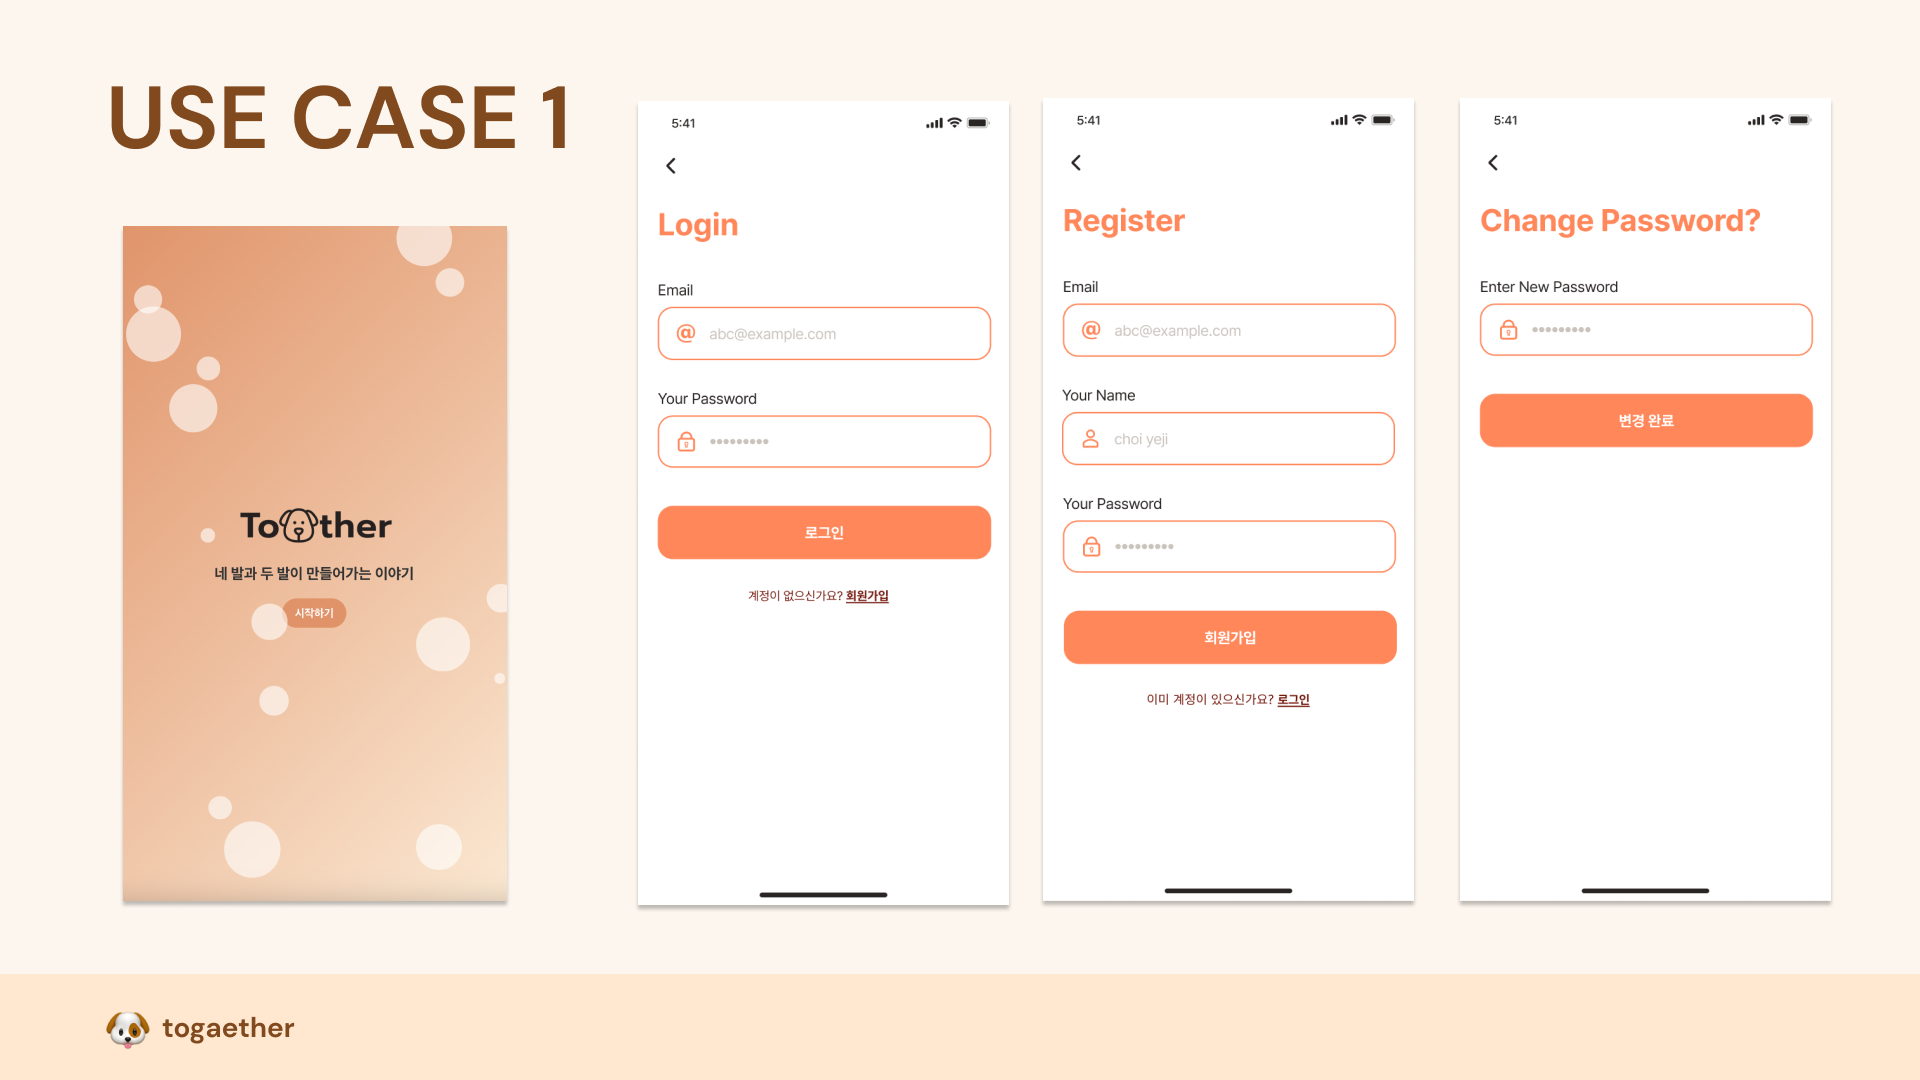 USE CASE 1
To ther
네 발과 두 발이 만들어가는 이야기
시작하기
5:41
Login
Email
@ abc@example.com
Your Password
•••••••••
로그인
계정이 없으신가요? 회원가입
5:41
Register
Email
@ abc@example.com
Your Name
choi yeji
Your Password
•••••••••
회원가입
이미 계정이 있으신가요? 로그인
5:41
Change Password?
Enter New Password
•••••••••
변경 완료
togaether